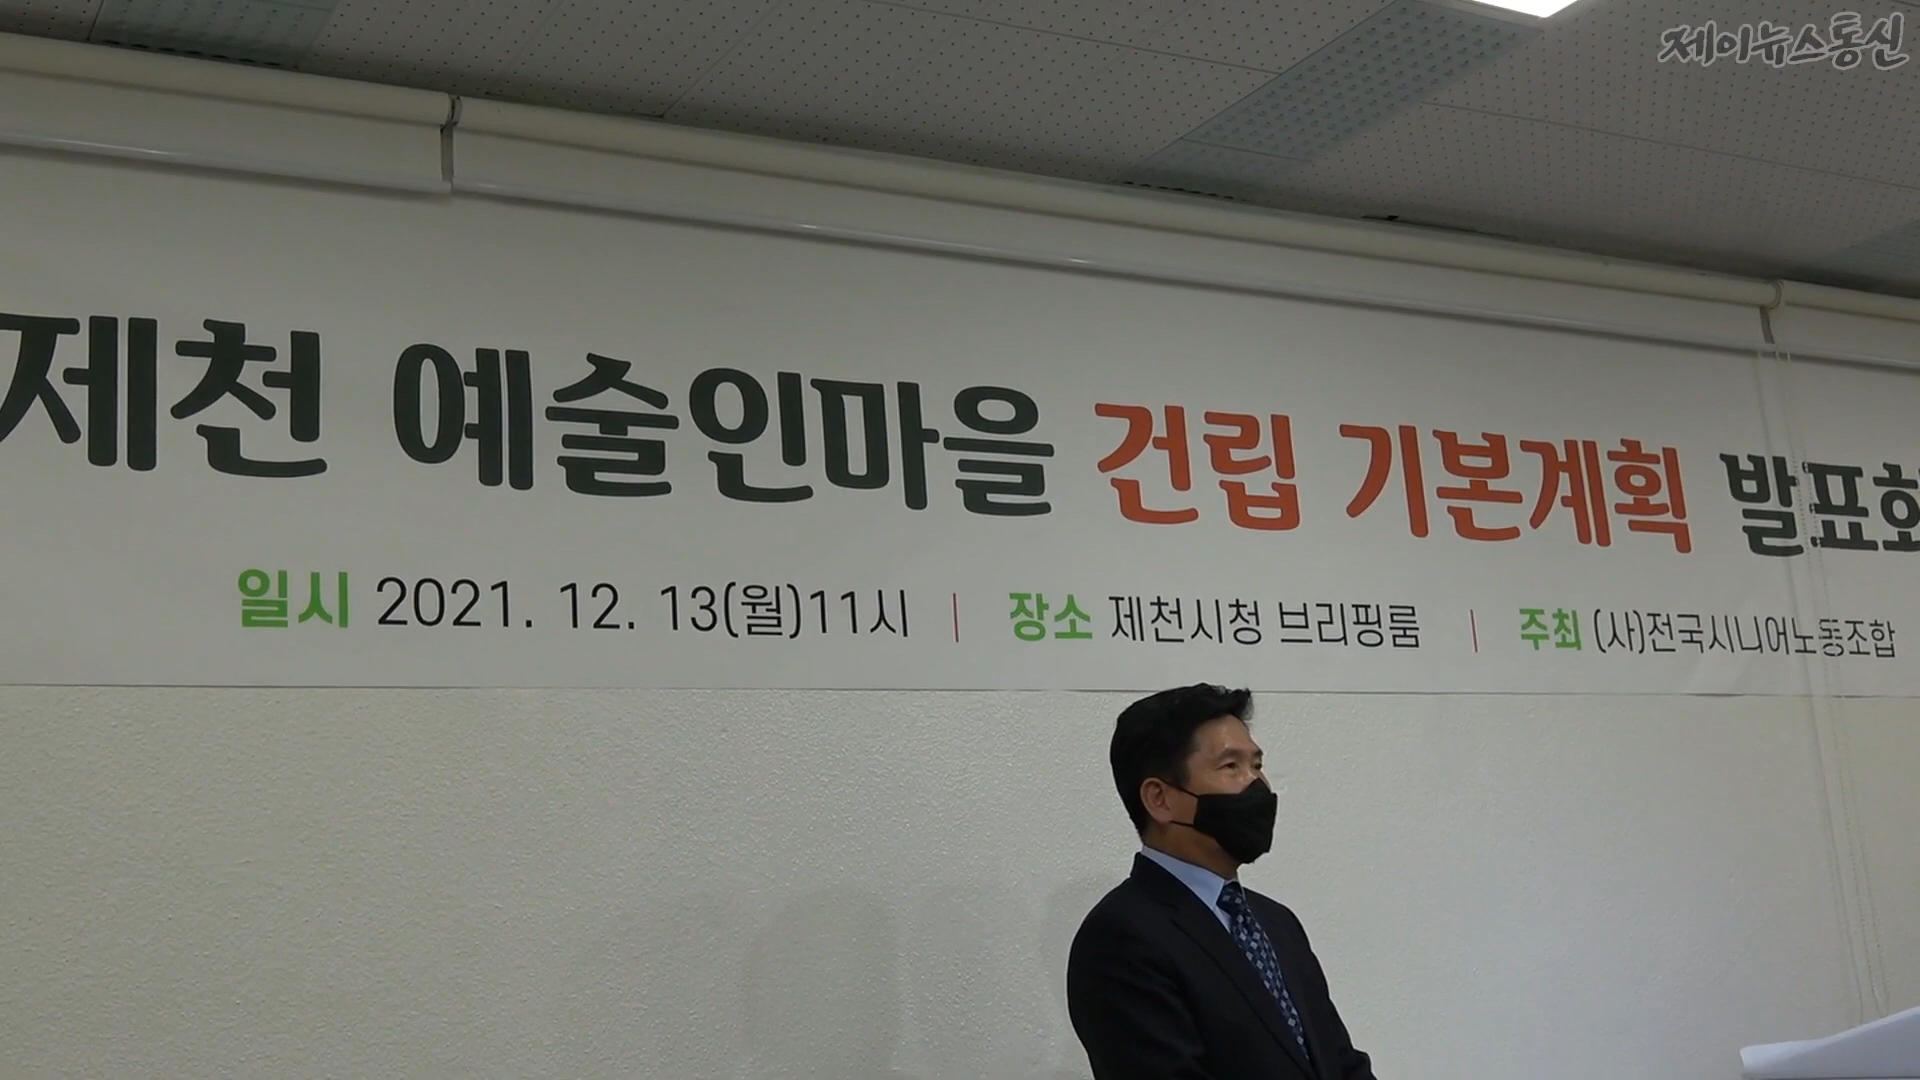 제이뉴스통신
제천 예술인마을 건립 기본계획 발표회
일시 2021. 12. 13(월)11시 | 장소 제천시청 브리핑룸 | 주최 (사)전국시니어노동조합